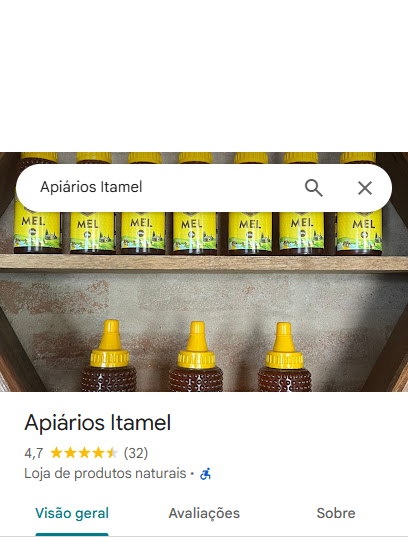 Apiários Itamel
MEL MEL MEL MEL MEL MEL MEL
Apiários Itamel
4,7 (32)
Loja de produtos naturais ·
Visão geral Avaliações Sobre